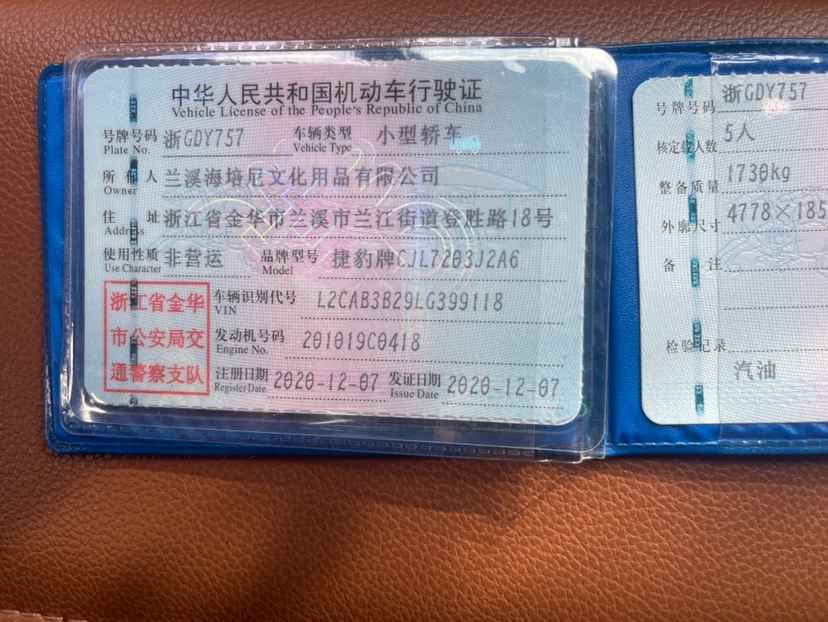 中华人民共和国机动车行驶证
Vehicle License of the People's Republic of China
号牌号码 浙GDY757 车辆类型 小型轿车
Plate No. Vehicle Type
所有人 兰溪海培尼文化用品有限公司
Owner
住址 浙江省金华市兰溪市兰江街道登胜路18号
Address
使用性质 非营运 品牌型号 捷豹牌CJL7203J2A6
Use Character Model
浙江省金华
市公安局交
通警察支队
车辆识别代号 L2CAB3B29LG399118
VIN
发动机号码 201019C0418
Engine No.
注册日期 2020-12-07 发证日期 2020-12-07
Register Date Issue Date
号牌号码 浙GDY757
核定载人数 5人
整备质量 1730kg
外廓尺寸 4778×185
备注
检验记录
汽油